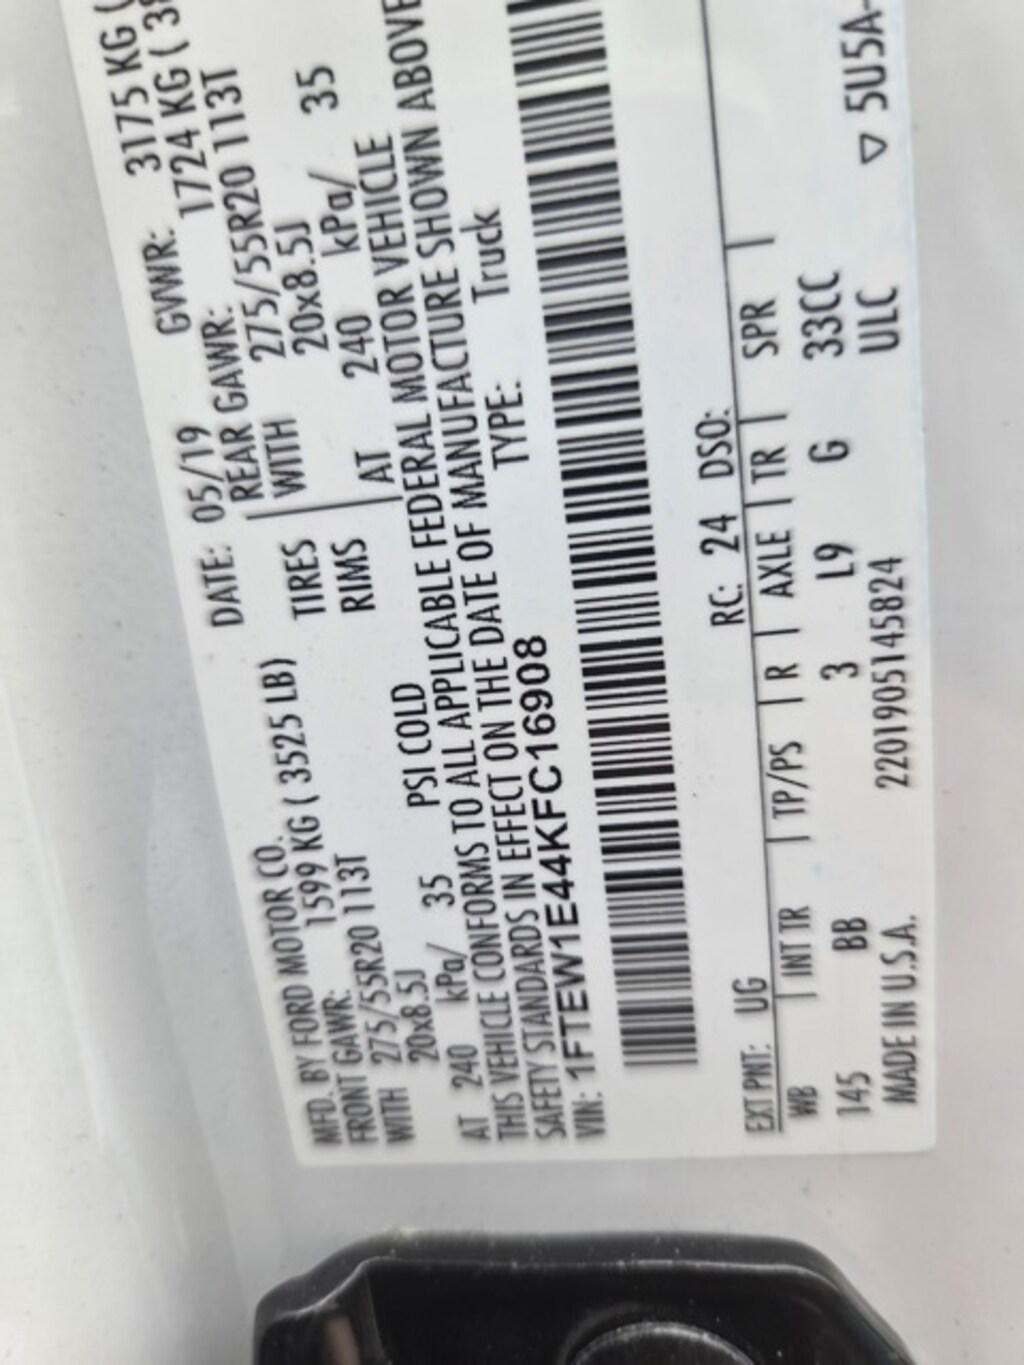 MFD. BY FORD MOTOR CO. DATE: 05/19 GVWR: 3175 KG (
FRONT GAWR: 1599 KG ( 3525 LB) REAR GAWR: 1724 KG ( 38
WITH 275/55R20 113T TIRES WITH 275/55R20 113T
20x8.5J RIMS 20x8.5J
AT 240 kPa/ 35 PSI COLD AT 240 kPa/ 35
THIS VEHICLE CONFORMS TO ALL APPLICABLE FEDERAL MOTOR VEHICLE
SAFETY STANDARDS IN EFFECT ON THE DATE OF MANUFACTURE SHOWN ABOVE
VIN: 1FTEW1E44KFC16908 TYPE: Truck
EXT PNT: UG RC: 24 DSO:
WB INT TR TP/PS R AXLE TR SPR
145 BB 3 L9 G 33CC
MADE IN U.S.A. 220190514 5824 ULC ▽ 5U5A-